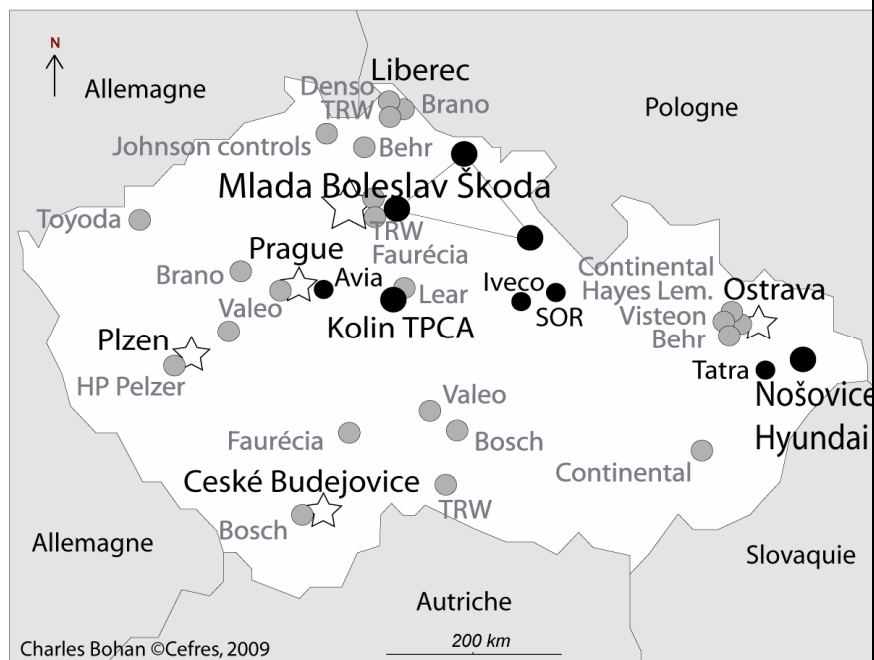 N
Allemagne
Liberec
Denso
TRW
Brano
Pologne
Johnson controls
Behr
Mlada Boleslav Škoda
Toyoda
TRW
Faurécia
Prague
Brano
Avia
Valeo
Lear
Kolin TPCA
Iveco
SOR
Continental
Hayes Lem.
Visteon
Behr
Ostrava
Plzen
HP Pelzer
Tatra
Nošovice
Hyundai
Valeo
Faurécia
Bosch
Continental
Ceské Budejovice
TRW
Bosch
Allemagne
Slovaquie
Autriche
200 km
Charles Bohan ©Cefres, 2009